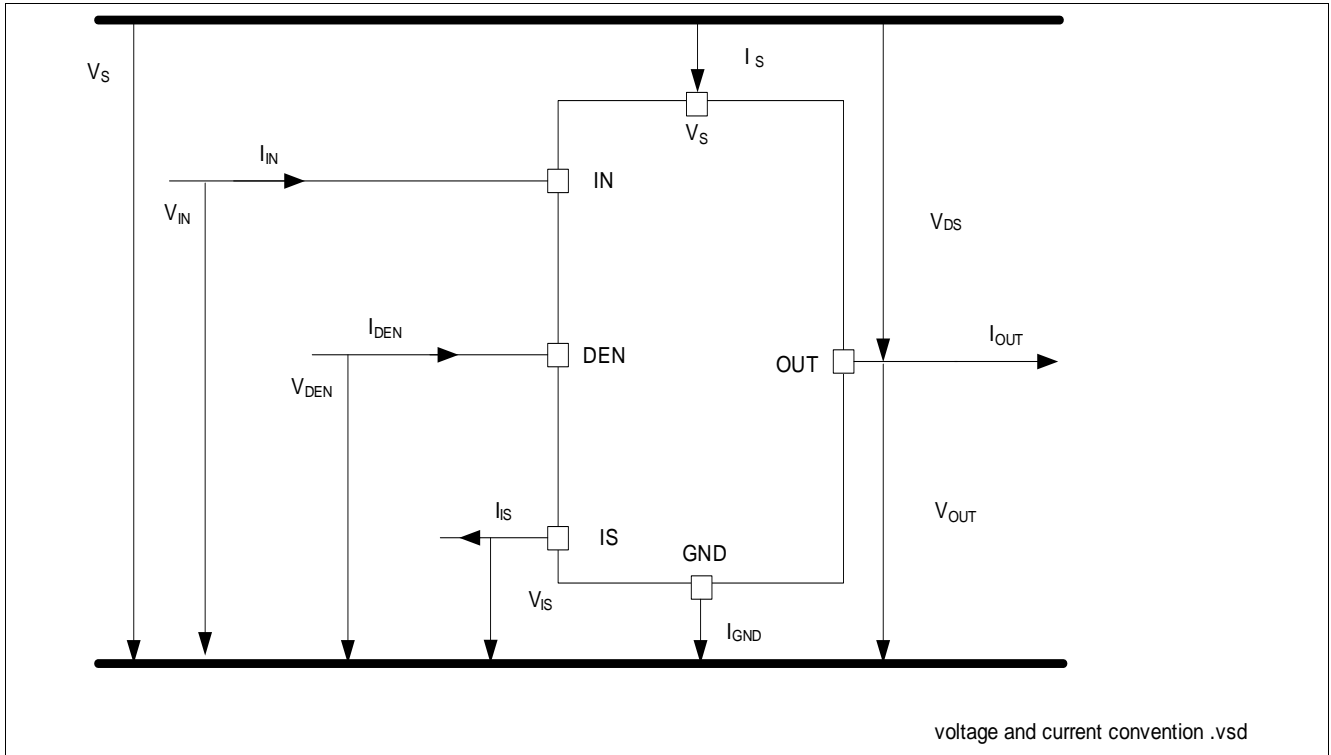 I S
V_S
V_S
I_IN
IN
V_IN
V_DS
I_DEN
I_OUT
DEN
OUT
V_DEN
I_IS
V_OUT
IS
GND
V_IS
I_GND
voltage and current convention .vsd